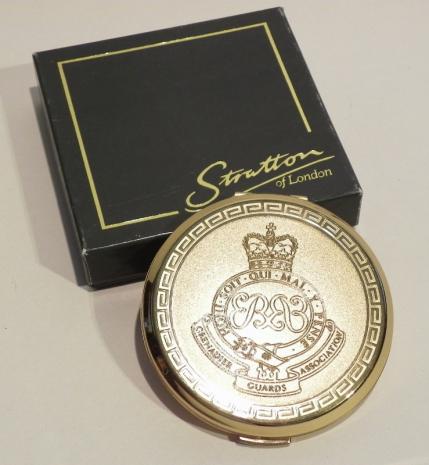 Stratton
of London
HONI · SOIT · QUI · MAL · Y · PENSE
GRENADIER GUARDS ASSOCIATION